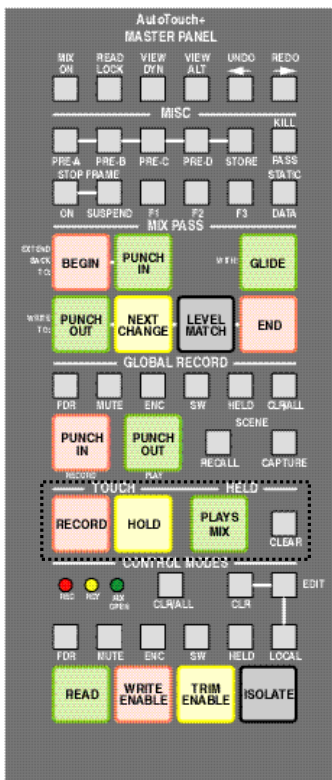 AutoTouch+
MASTER PANEL
MIX ON READ LOCK VIEW DYN VIEW ALT UNDO REDO
MISC
KILL
PRE-A PRE-B PRE-C PRE-D STORE PASS
STOP FRAME STATIC
ON SUSPEND F1 F2 F3 DATA
MIX PASS
EXTEND BACK TO: BEGIN PUNCH IN WITH: GLIDE
WRITE TO: PUNCH OUT NEXT CHANGE LEVEL MATCH END
GLOBAL RECORD
FDR MUTE ENC SW HELD CLR/ALL
PUNCH IN PUNCH OUT SCENE
RECORD PLAY RECALL CAPTURE
TOUCH HELD
RECORD HOLD PLAYS MIX CLEAR
CONTROL MODES
REC RDY MIX OPEN CLR/ALL CLR EDIT
FDR MUTE ENC SW HELD LOCAL
READ WRITE ENABLE TRIM ENABLE ISOLATE